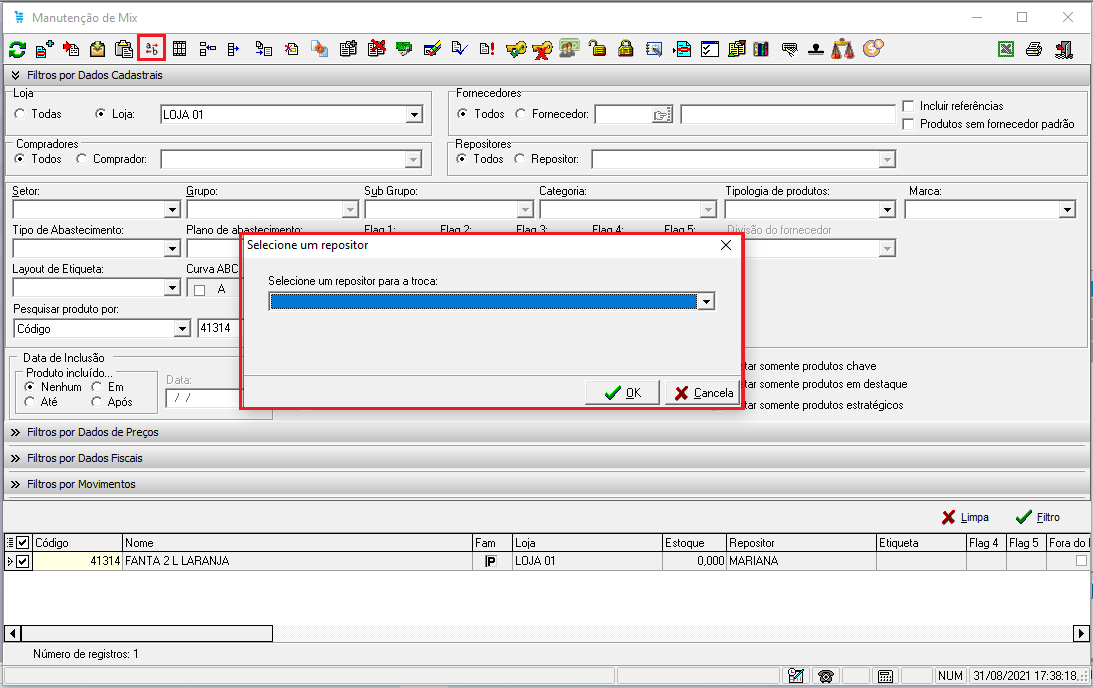 Manutenção de Mix
Filtros por Dados Cadastrais
Loja
Todas
Loja:
LOJA 01
Fornecedores
Todos
Fornecedor:
Incluir referências
Produtos sem fornecedor padrão
Compradores
Todos
Comprador:
Repositores
Todos
Repositor:
Setor:
Grupo:
Sub Grupo:
Categoria:
Tipologia de produtos:
Marca:
Tipo de Abastecimento:
Plano de abastecimento:
Flag 1:
Flag 2:
Flag 3:
Flag 4:
Flag 5:
Divisão do fornecedor
Layout de Etiqueta:
Curva ABC
A
Pesquisar produto por:
Código
41314
Selecione um repositor
Selecione um repositor para a troca:
OK
Cancela
Data de Inclusão
Produto incluído...
Nenhum
Em
Até
Após
Data:
/ /
tar somente produtos chave
tar somente produtos em destaque
tar somente produtos estratégicos
Filtros por Dados de Preços
Filtros por Dados Fiscais
Filtros por Movimentos
Limpa
Filtro
Código Nome Fam Loja Estoque Repositor Etiqueta Flag 4 Flag 5 Fora do
41314 FANTA 2 L LARANJA P LOJA 01 0,000 MARIANA
Número de registros: 1
NUM
31/08/2021 17:38:18